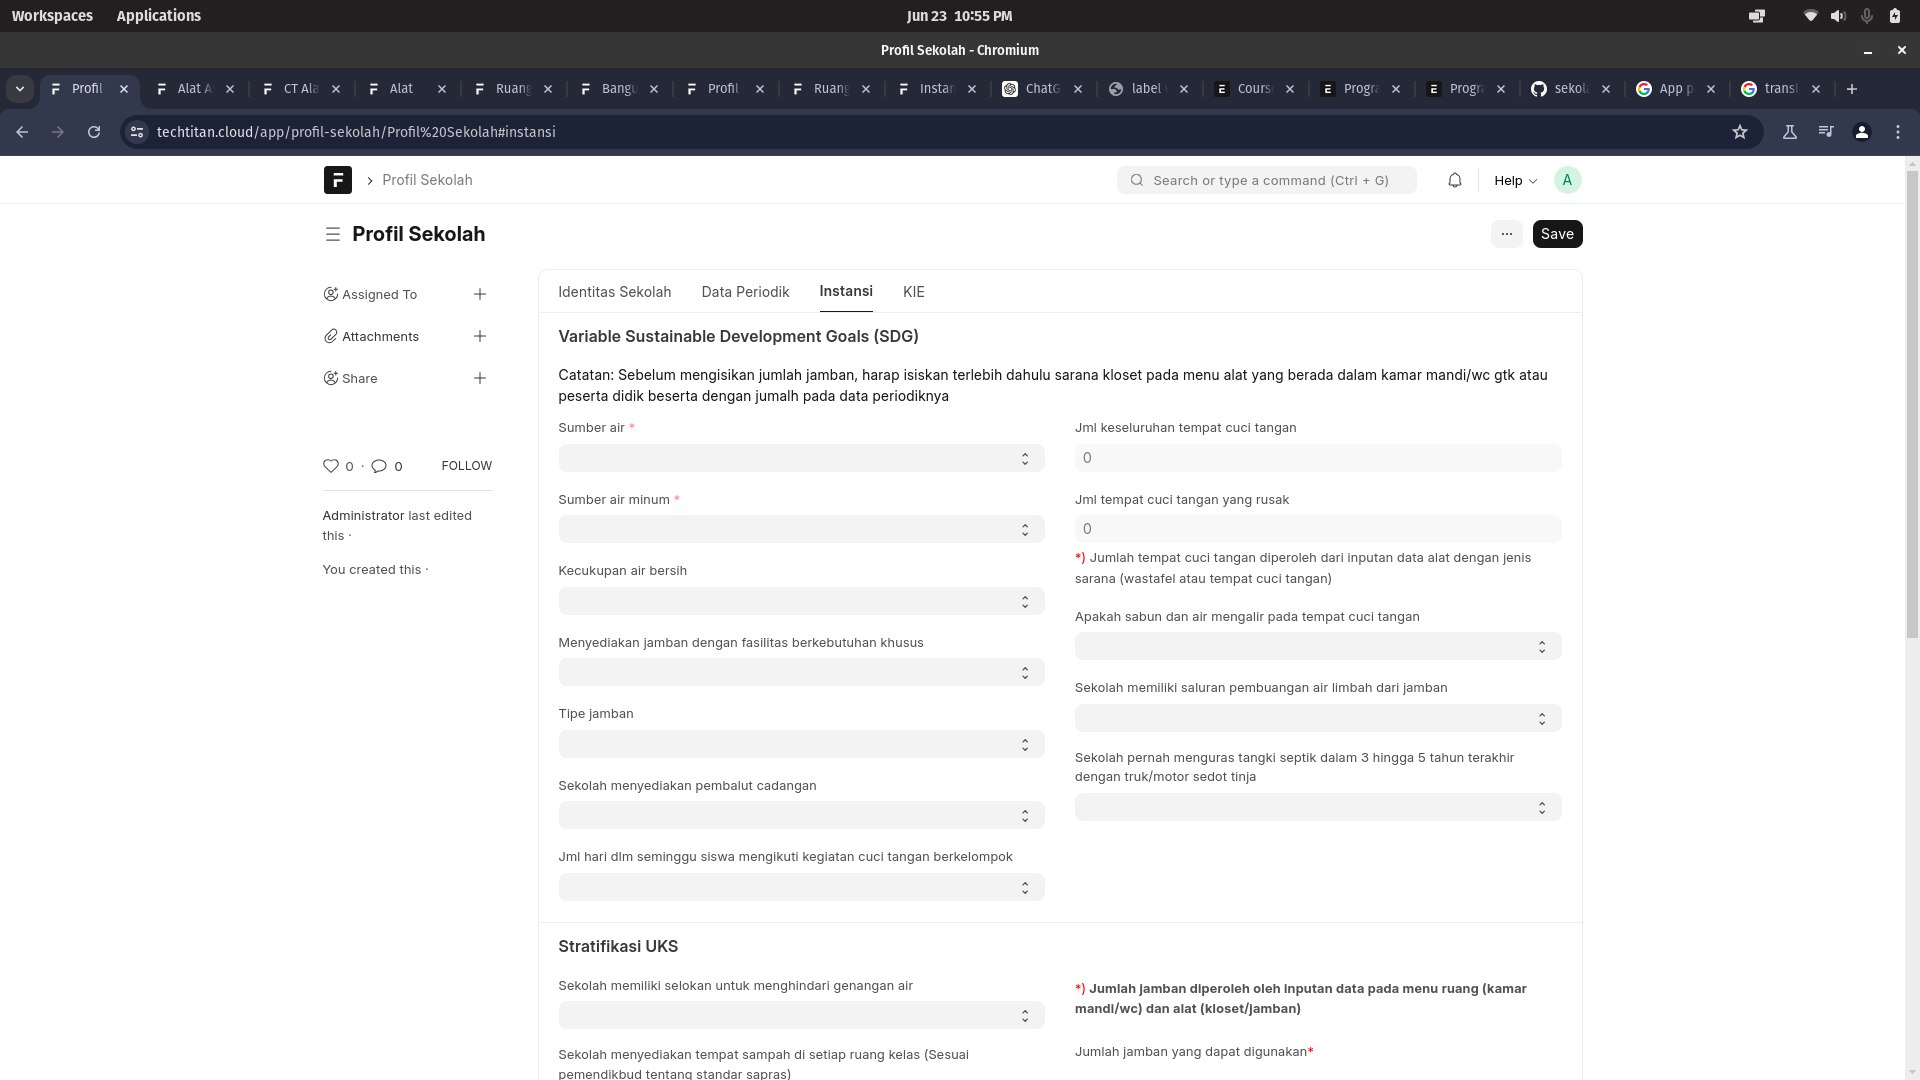 Workspaces Applications Jun 23 10:55 PM
Profil Sekolah - Chromium
Profil Alat A CT Ala Alat Ruang Bangu Profil Ruang Instan ChatG label Cours Progra Progra sekola App p transl
techtitan.cloud/app/profil-sekolah/Profil%20Sekolah#instansi
Profil Sekolah Search or type a command (Ctrl + G) Help A
Profil Sekolah ... Save
Assigned To
Attachments
Share
0 · 0 FOLLOW
Administrator last edited
this ·
You created this ·
Identitas Sekolah Data Periodik Instansi KIE
Variable Sustainable Development Goals (SDG)
Catatan: Sebelum mengisikan jumlah jamban, harap isiskan terlebih dahulu sarana kloset pada menu alat yang berada dalam kamar mandi/wc gtk atau
peserta didik beserta dengan jumalh pada data periodiknya
Sumber air *
Sumber air minum *
Kecukupan air bersih
Menyediakan jamban dengan fasilitas berkebutuhan khusus
Tipe jamban
Sekolah menyediakan pembalut cadangan
Jml hari dlm seminggu siswa mengikuti kegiatan cuci tangan berkelompok
Jml keseluruhan tempat cuci tangan
0
Jml tempat cuci tangan yang rusak
0
*) Jumlah tempat cuci tangan diperoleh dari inputan data alat dengan jenis
sarana (wastafel atau tempat cuci tangan)
Apakah sabun dan air mengalir pada tempat cuci tangan
Sekolah memiliki saluran pembuangan air limbah dari jamban
Sekolah pernah menguras tangki septik dalam 3 hingga 5 tahun terakhir
dengan truk/motor sedot tinja
Stratifikasi UKS
Sekolah memiliki selokan untuk menghindari genangan air
Sekolah menyediakan tempat sampah di setiap ruang kelas (Sesuai
pemendikbud tentang standar sapras)
*) Jumlah jamban diperoleh oleh inputan data pada menu ruang (kamar
mandi/wc) dan alat (kloset/jamban)
Jumlah jamban yang dapat digunakan*